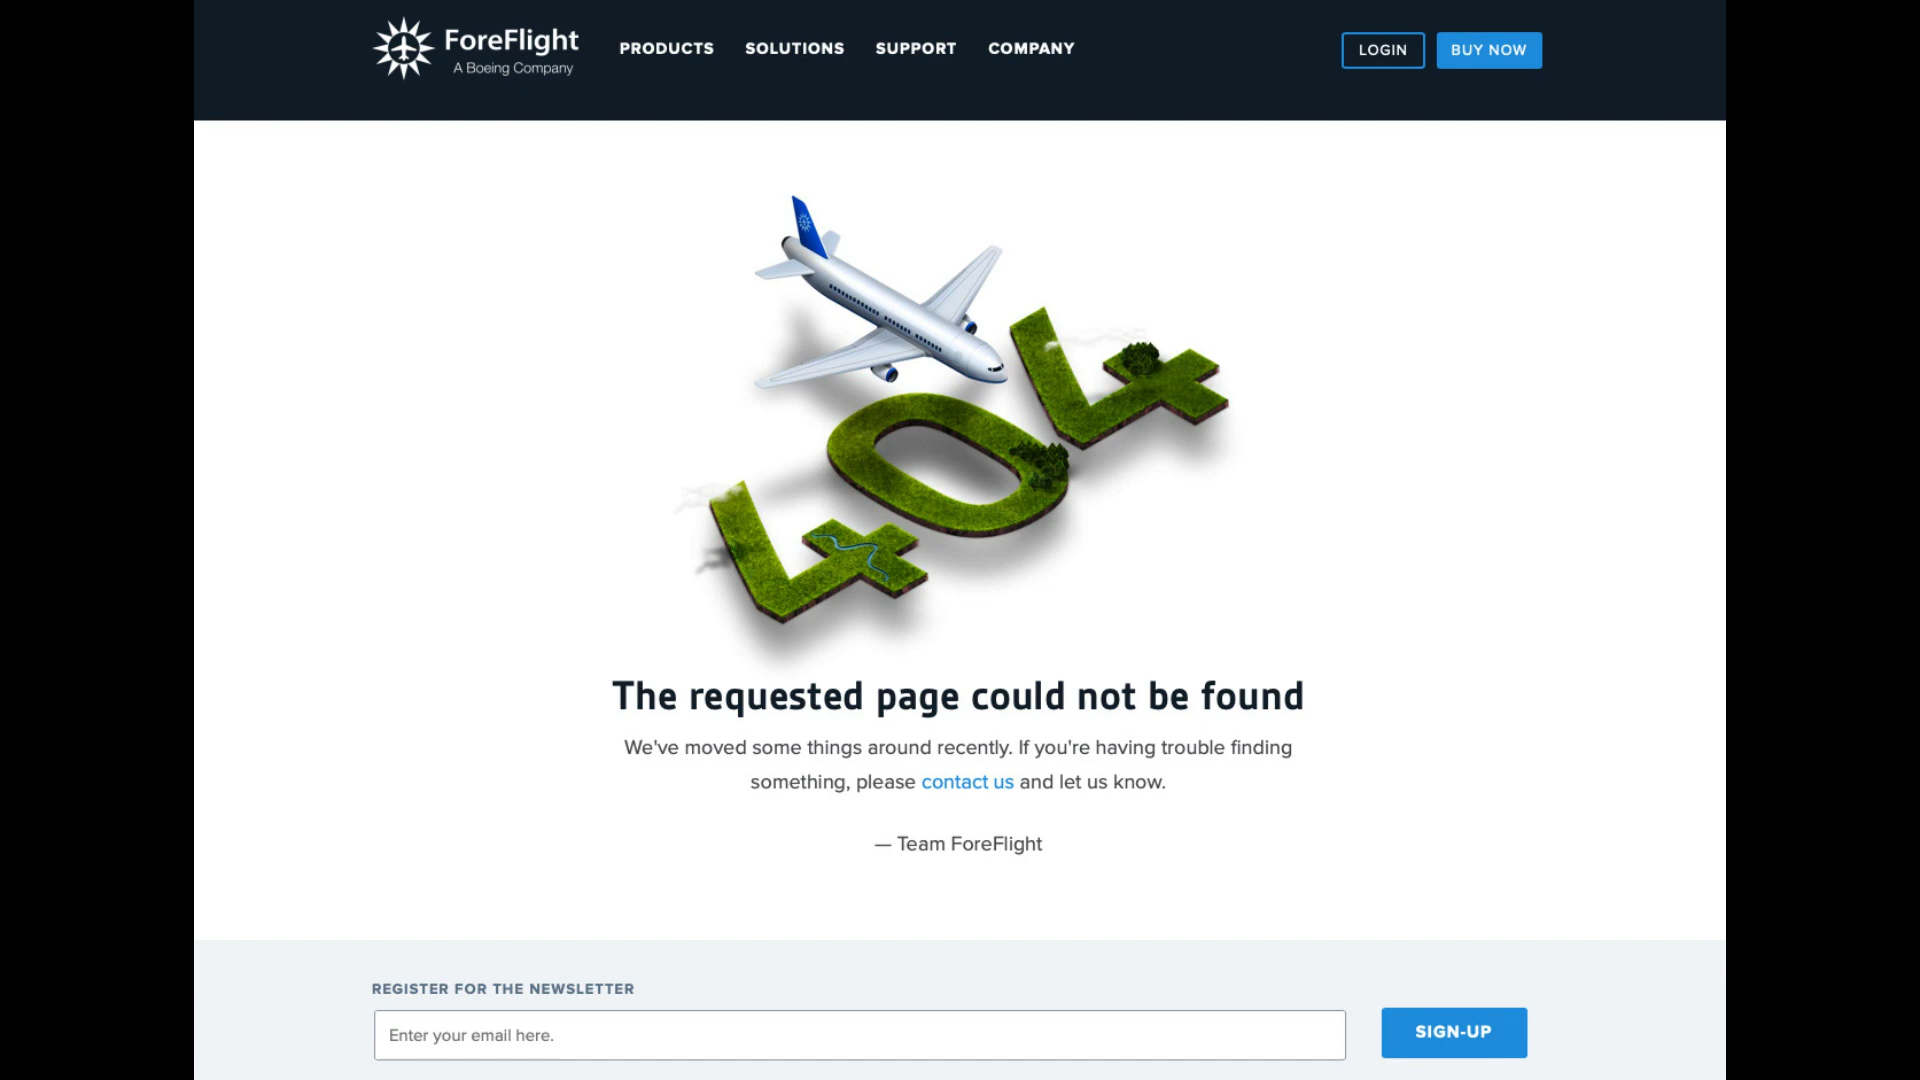 ForeFlight
A Boeing Company
PRODUCTS SOLUTIONS SUPPORT COMPANY
LOGIN BUY NOW
404
The requested page could not be found
We've moved some things around recently. If you're having trouble finding
something, please contact us and let us know.
— Team ForeFlight
REGISTER FOR THE NEWSLETTER
Enter your email here.
SIGN-UP